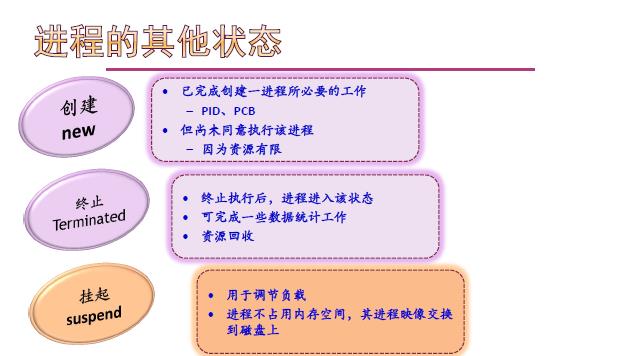 进程的其他状态
创建
new
• 已完成创建一进程所必要的工作
– PID、PCB
• 但尚未同意执行该进程
– 因为资源有限
终止
Terminated
• 终止执行后，进程进入该状态
• 可完成一些数据统计工作
• 资源回收
挂起
suspend
• 用于调节负载
• 进程不占用内存空间，其进程映像交换
到磁盘上